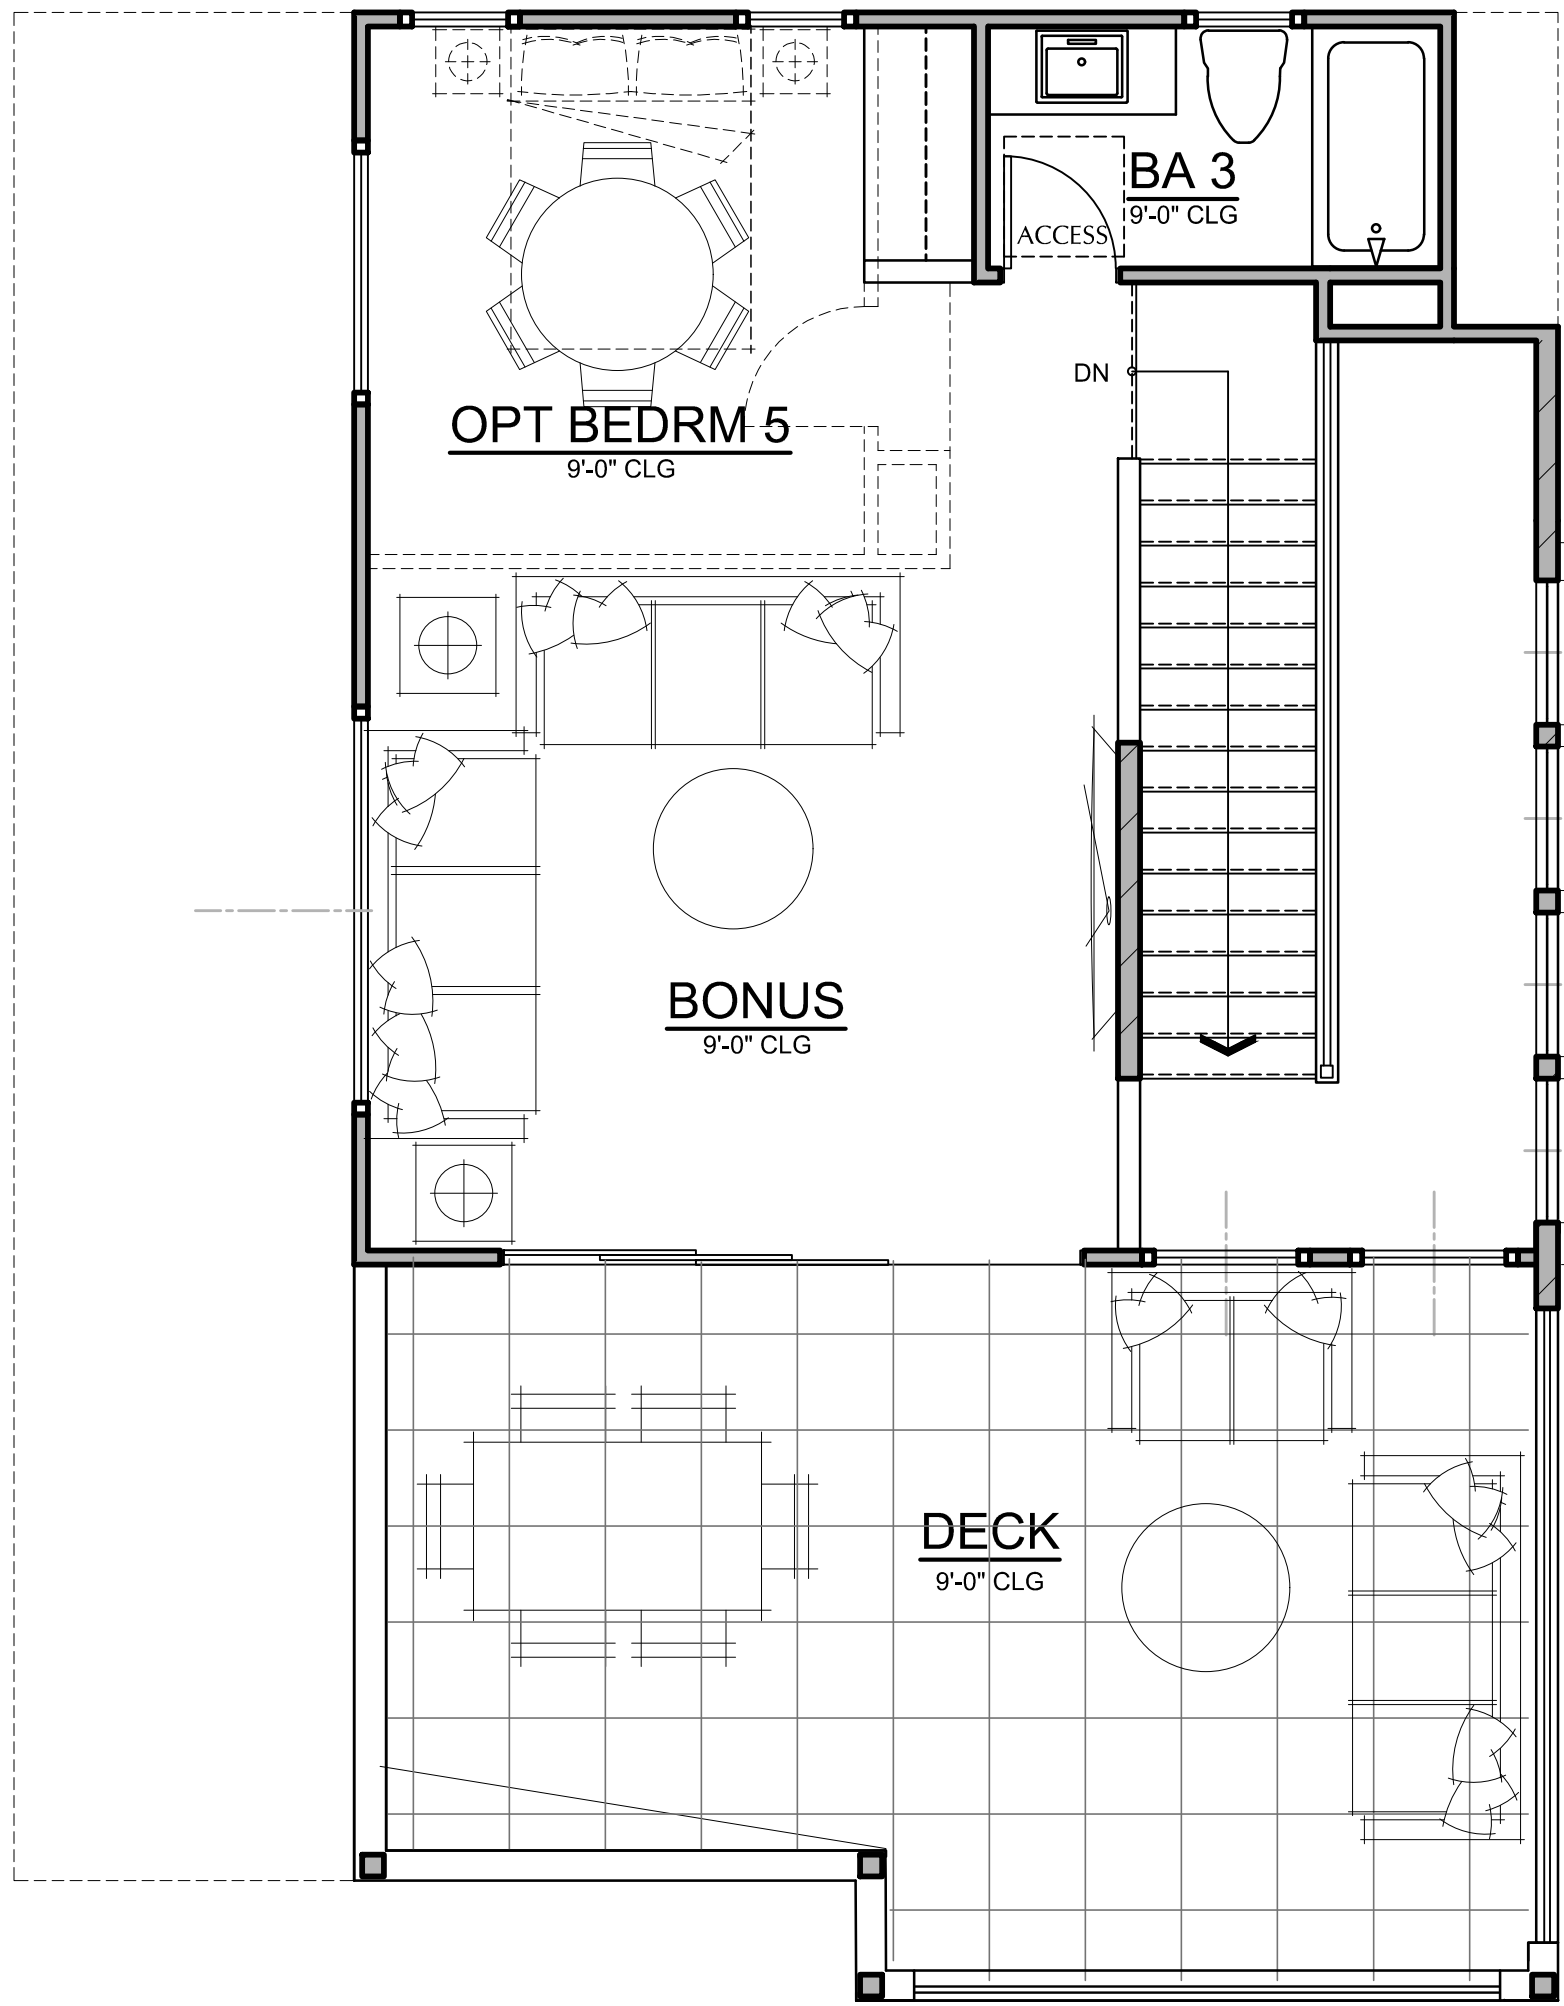 BA 3
9'-0" CLG
ACCESS
DN
OPT BEDRM 5
9'-0" CLG
BONUS
9'-0" CLG
DECK
9'-0" CLG